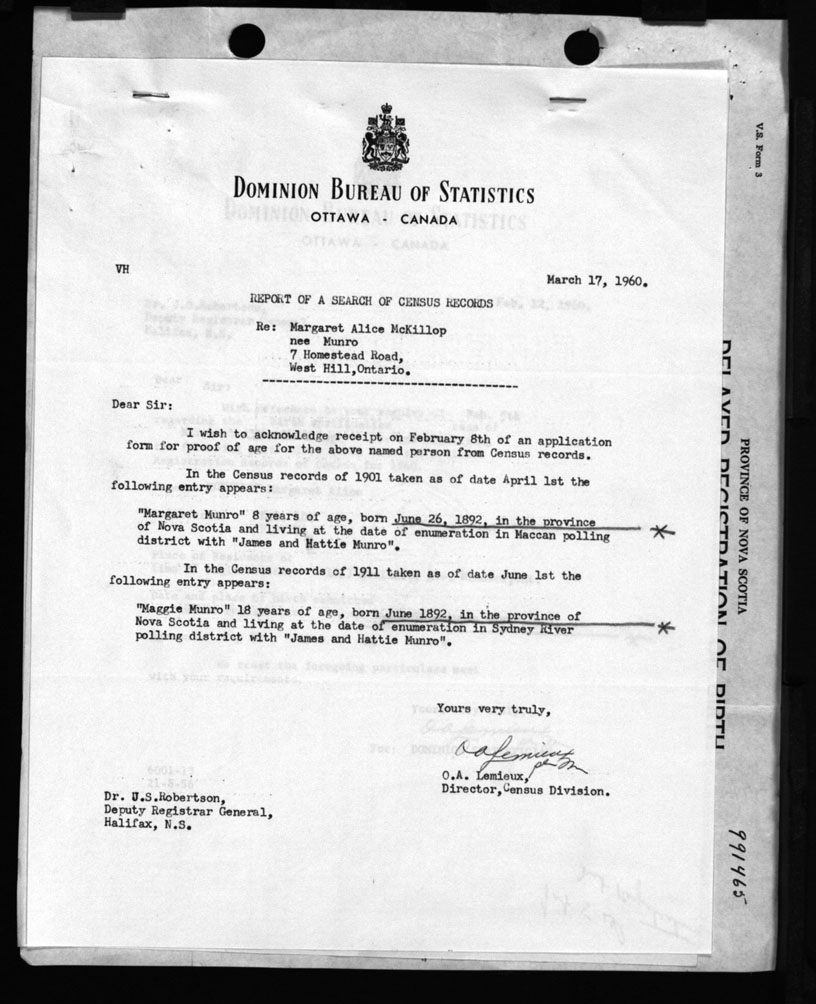 DOMINION BUREAU OF STATISTICS
OTTAWA - CANADA
VH
March 17, 1960.
REPORT OF A SEARCH OF CENSUS RECORDS
Re: Margaret Alice McKillop
nee Munro
7 Homestead Road,
West Hill,Ontario.
--------------------------------------
Dear Sir:
I wish to acknowledge receipt on February 8th of an application
form for proof of age for the above named person from Census records.
In the Census records of 1901 taken as of date April 1st the
following entry appears:
"Margaret Munro" 8 years of age, born June 26, 1892, in the province
of Nova Scotia and living at the date of enumeration in Maccan polling
district with "James and Hattie Munro".
In the Census records of 1911 taken as of date June 1st the
following entry appears:
"Maggie Munro" 18 years of age, born June 1892, in the province of
Nova Scotia and living at the date of enumeration in Sydney River
polling district with "James and Hattie Munro".
Yours very truly,
O.A. Lemieux,
Director,Census Division.
Dr. J.S.Robertson,
Deputy Registrar General,
Halifax, N.S.
V.S. Form 3
PROVINCE OF NOVA SCOTIA
DELAYED REGISTRATION OF BIRTH
991465